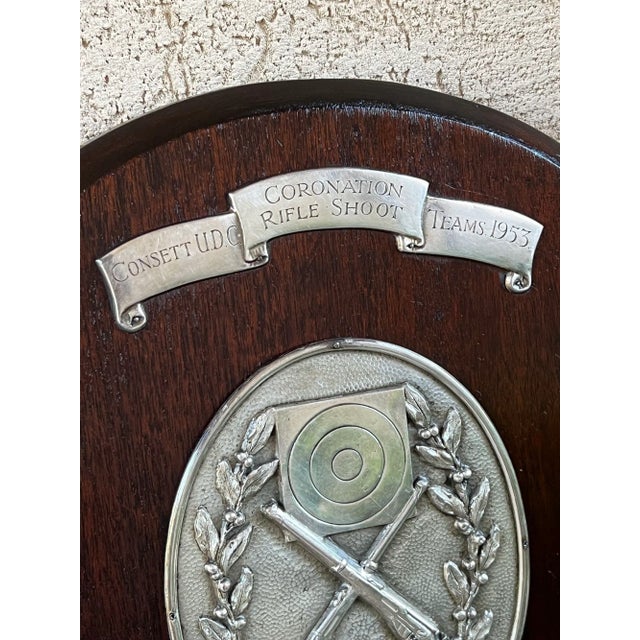 CONSETT U.D.C.
CORONATION
RIFLE SHOOT
TEAMS. 1953.